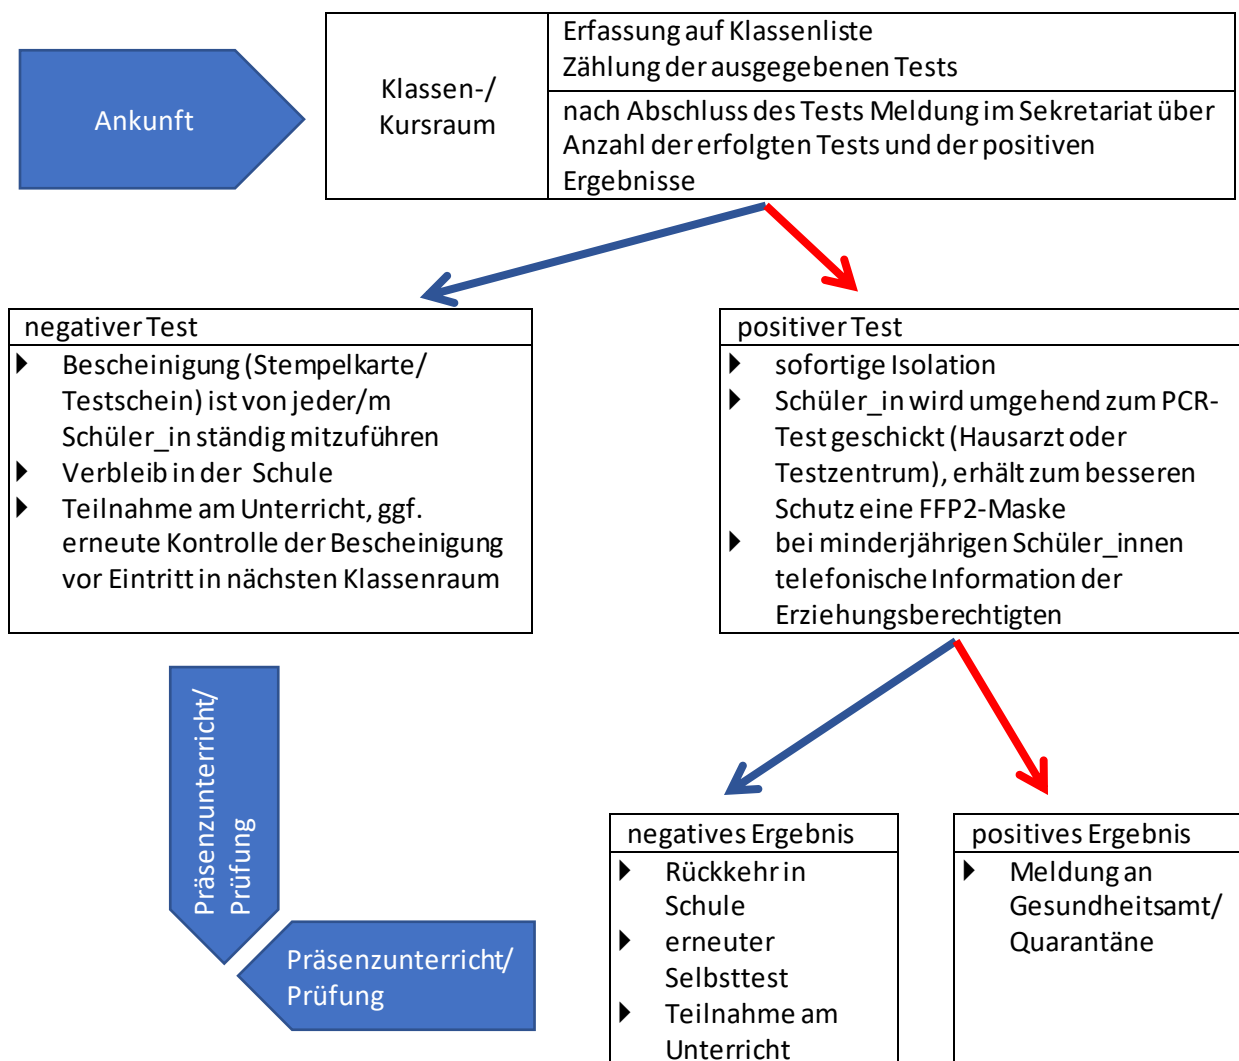 Ankunft
Klassen-/
Kursraum
Erfassung auf Klassenliste
Zählung der ausgegebenen Tests
nach Abschluss des Tests Meldung im Sekretariat über
Anzahl der erfolgten Tests und der positiven
Ergebnisse
negativer Test
Bescheinigung (Stempelkarte/
Testschein) ist von jeder/m
Schüler_in ständig mitzuführen
Verbleib in der Schule
Teilnahme am Unterricht, ggf.
erneute Kontrolle der Bescheinigung
vor Eintritt in nächsten Klassenraum
positiver Test
sofortige Isolation
Schüler_in wird umgehend zum PCR-
Test geschickt (Hausarzt oder
Testzentrum), erhält zum besseren
Schutz eine FFP2-Maske
bei minderjährigen Schüler_innen
telefonische Information der
Erziehungsberechtigten
Präsenzunterricht/
Prüfung
Präsenzunterricht/
Prüfung
negatives Ergebnis
Rückkehr in
Schule
erneuter
Selbsttest
Teilnahme am
Unterricht
positives Ergebnis
Meldung an
Gesundheitsamt/
Quarantäne